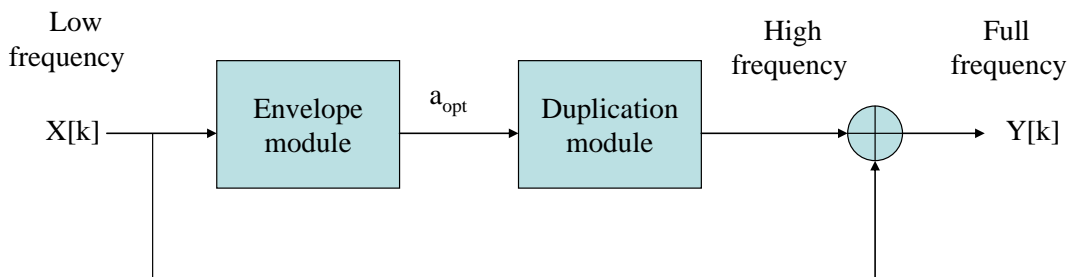 Low
frequency
X[k]
Envelope
module
a_opt
Duplication
module
High
frequency
Full
frequency
Y[k]